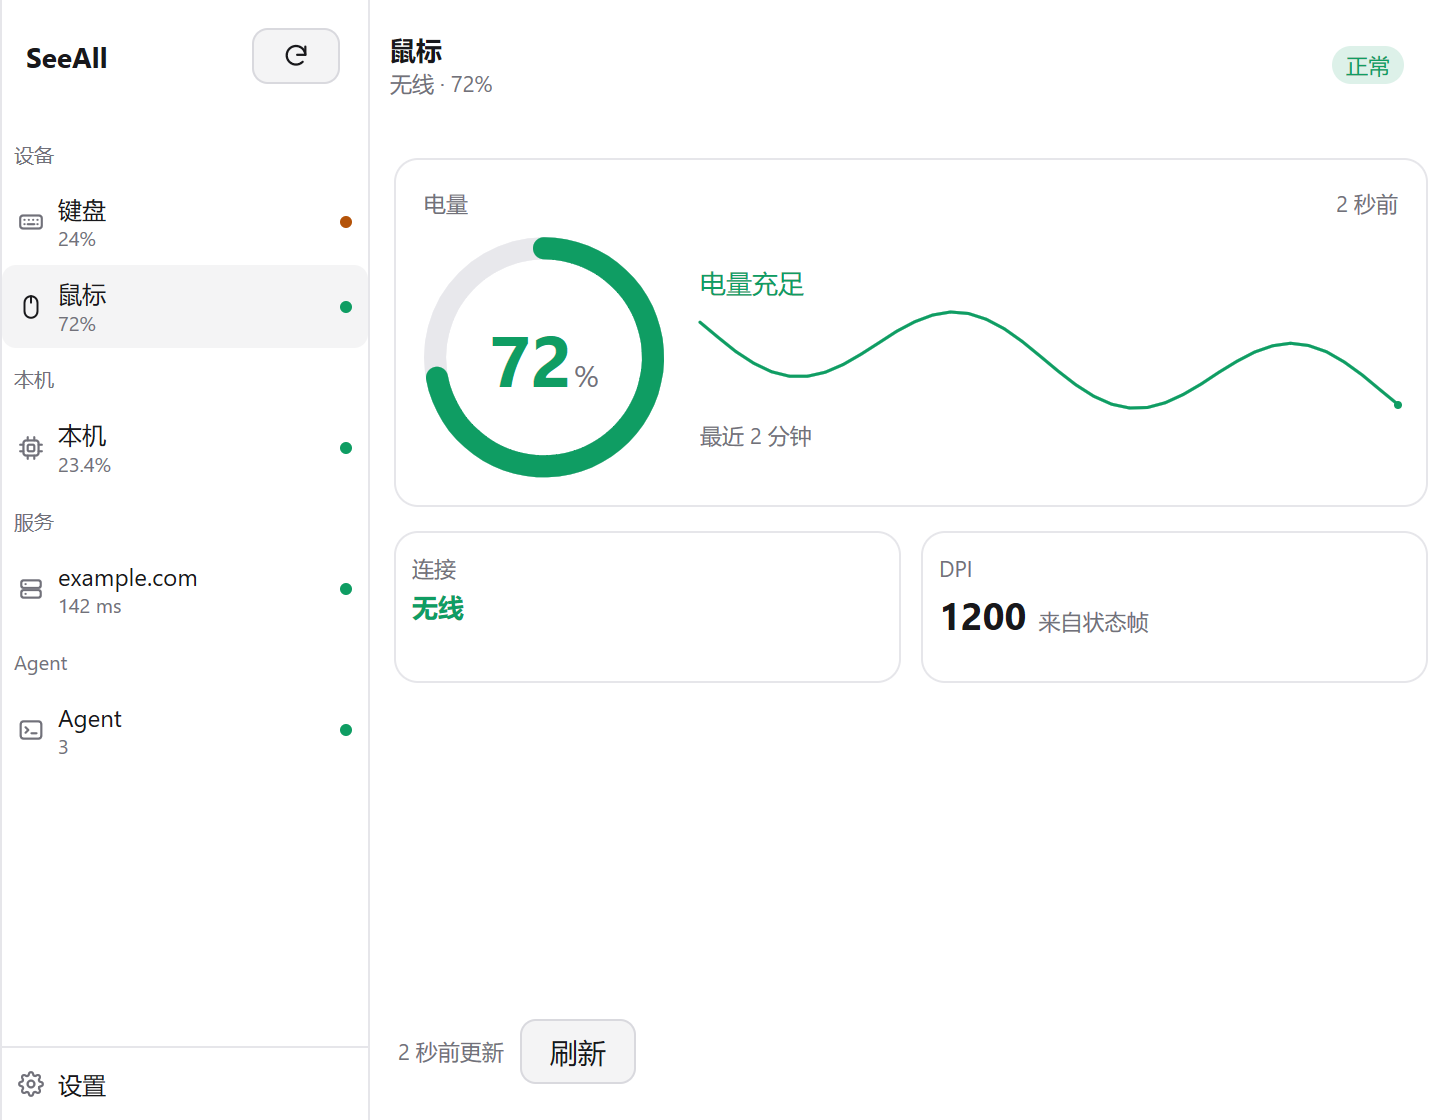 SeeAll
设备
键盘
24%
鼠标
72%
本机
本机
23.4%
服务
example.com
142 ms
Agent
Agent
3
设置
鼠标
无线 · 72%
正常
电量
2 秒前
72%
电量充足
最近 2 分钟
连接
无线
DPI
1200 来自状态帧
2 秒前更新
刷新